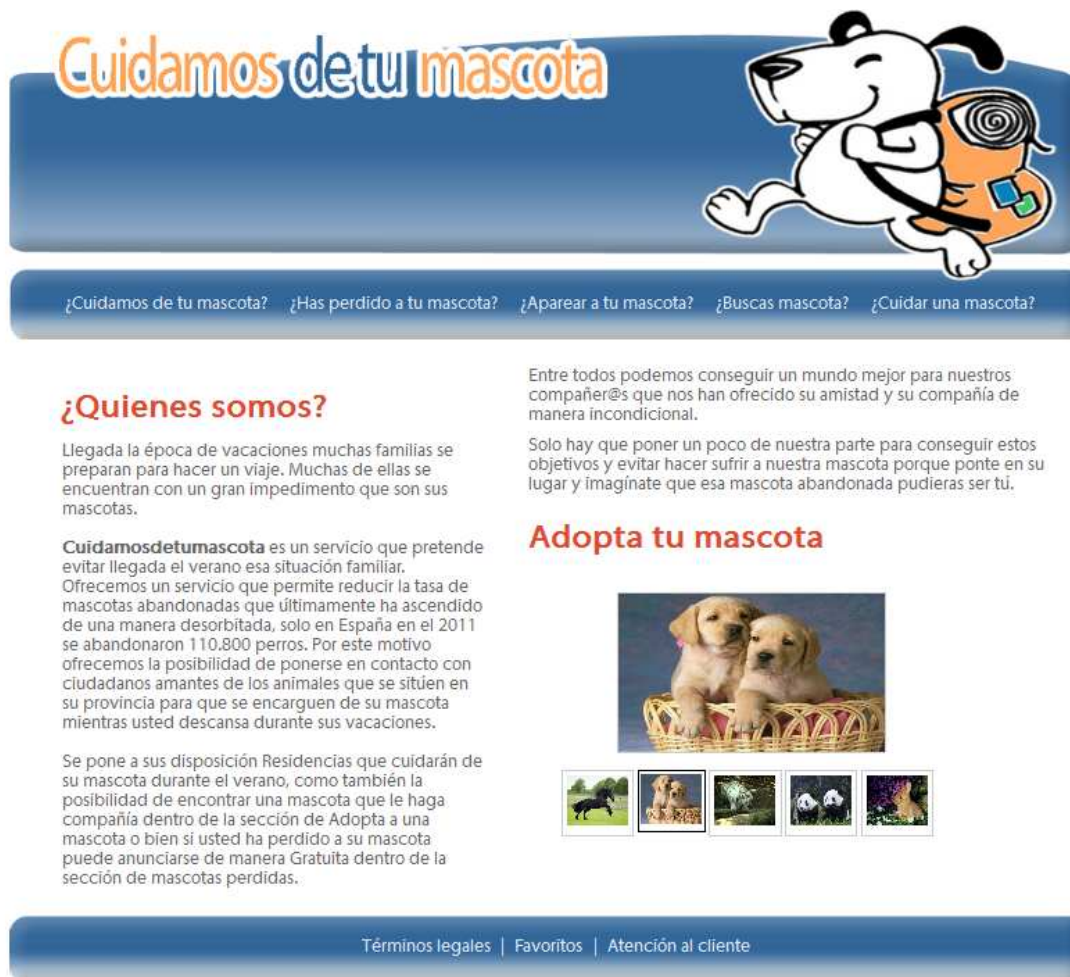 Cuidamos de tu mascota
¿Cuidamos de tu mascota? ¿Has perdido a tu mascota? ¿Aparear a tu mascota? ¿Buscas mascota? ¿Cuidar una mascota?
¿Quienes somos?
Llegada la época de vacaciones muchas familias se
preparan para hacer un viaje. Muchas de ellas se
encuentran con un gran impedimento que son sus
mascotas.
Cuidamosdetumascota es un servicio que pretende
evitar llegada el verano esa situación familiar.
Ofrecemos un servicio que permite reducir la tasa de
mascotas abandonadas que últimamente ha ascendido
de una manera desorbitada, solo en España en el 2011
se abandonaron 110.800 perros. Por este motivo
ofrecemos la posibilidad de ponerse en contacto con
ciudadanos amantes de los animales que se sitúen en
su provincia para que se encarguen de su mascota
mientras usted descansa durante sus vacaciones.
Se pone a sus disposición Residencias que cuidarán de
su mascota durante el verano, como también la
posibilidad de encontrar una mascota que le haga
compañía dentro de la sección de Adopta a una
mascota o bien si usted ha perdido a su mascota
puede anunciarse de manera Gratuita dentro de la
sección de mascotas perdidas.
Entre todos podemos conseguir un mundo mejor para nuestros
compañer@s que nos han ofrecido su amistad y su compañía de
manera incondicional.
Solo hay que poner un poco de nuestra parte para conseguir estos
objetivos y evitar hacer sufrir a nuestra mascota porque ponte en su
lugar y imagínate que esa mascota abandonada pudieras ser tú.
Adopta tu mascota
Términos legales | Favoritos | Atención al cliente